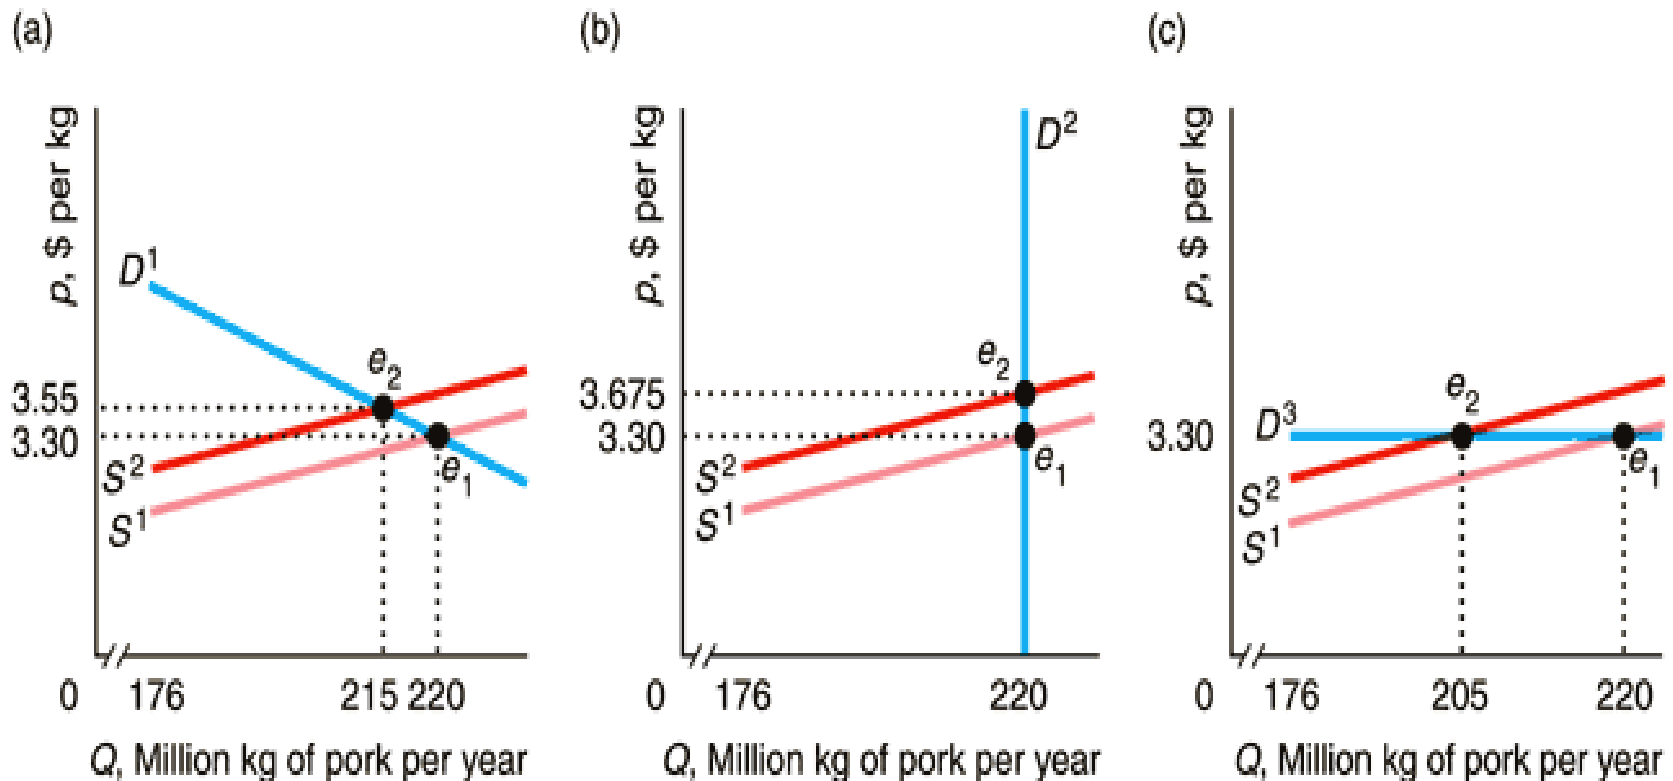 (a)
p, $ per kg
D¹
e₂
3.55
3.30
S²
e₁
S¹
0 176 215 220
Q, Million kg of pork per year
(b)
p, $ per kg
D²
e₂
3.675
3.30
e₁
S²
S¹
0 176 220
Q, Million kg of pork per year
(c)
p, $ per kg
e₂
3.30 D³
e₁
S²
S¹
0 176 205 220
Q, Million kg of pork per year